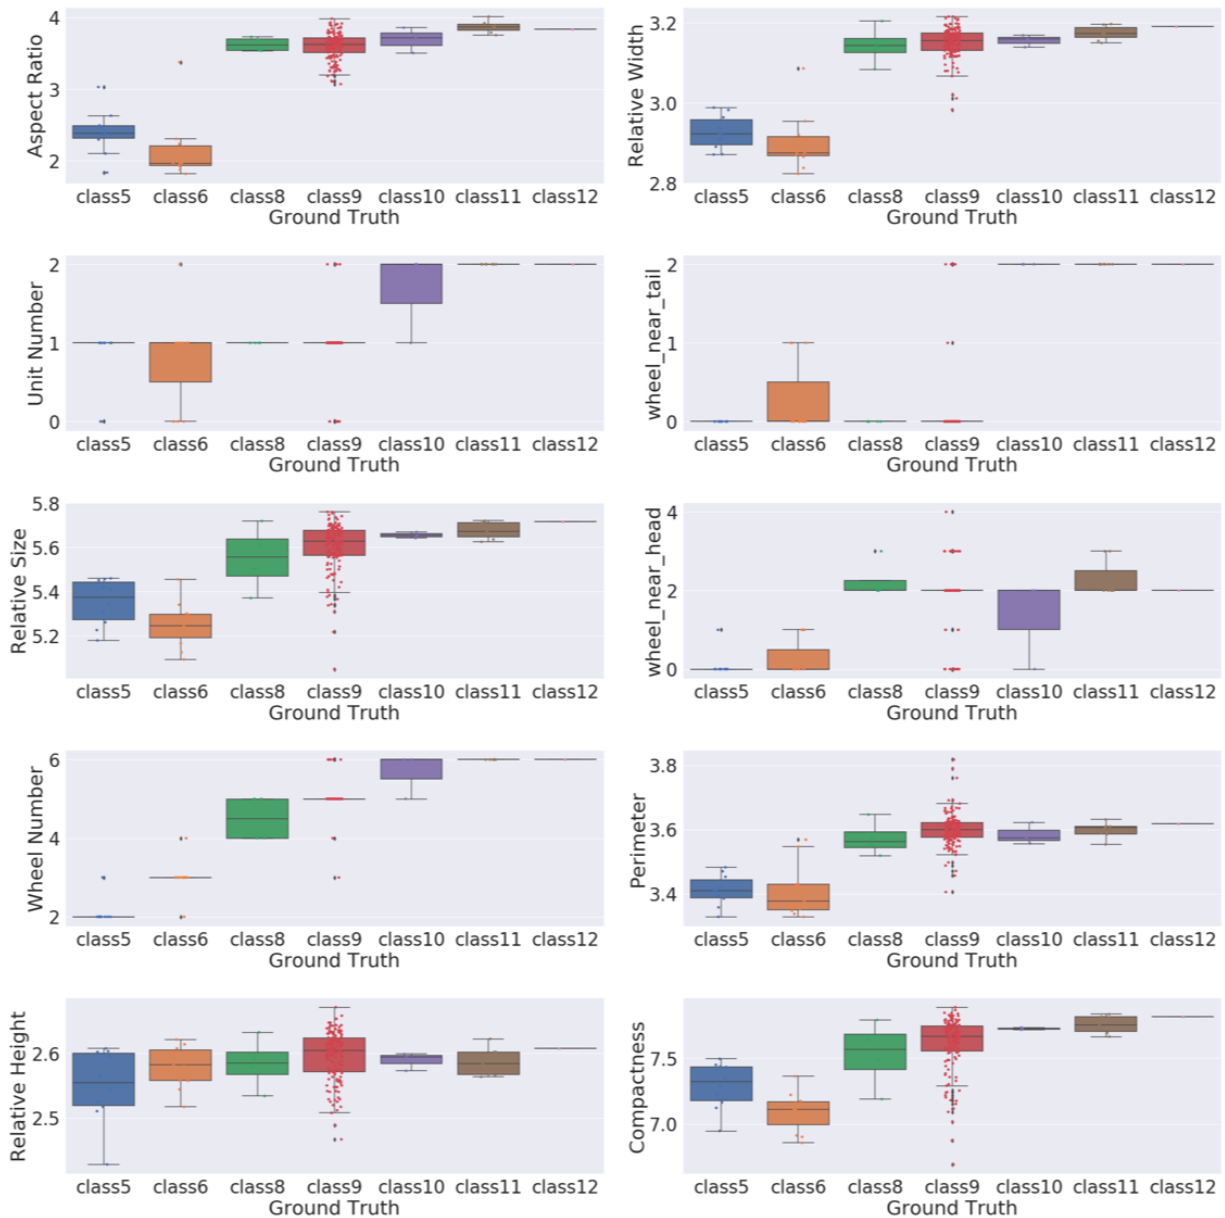 4
3
2
Aspect Ratio
class5 class6 class8 class9 class10 class11 class12
Ground Truth
3.2
3.0
2.8
Relative Width
class5 class6 class8 class9 class10 class11 class12
Ground Truth
2
1
0
Unit Number
class5 class6 class8 class9 class10 class11 class12
Ground Truth
2
1
0
wheel_near_tail
class5 class6 class8 class9 class10 class11 class12
Ground Truth
5.8
5.6
5.4
5.2
Relative Size
class5 class6 class8 class9 class10 class11 class12
Ground Truth
4
2
0
wheel_near_head
class5 class6 class8 class9 class10 class11 class12
Ground Truth
6
4
2
Wheel Number
class5 class6 class8 class9 class10 class11 class12
Ground Truth
3.8
3.6
3.4
Perimeter
class5 class6 class8 class9 class10 class11 class12
Ground Truth
2.6
2.5
Relative Height
class5 class6 class8 class9 class10 class11 class12
Ground Truth
7.5
7.0
Compactness
class5 class6 class8 class9 class10 class11 class12
Ground Truth